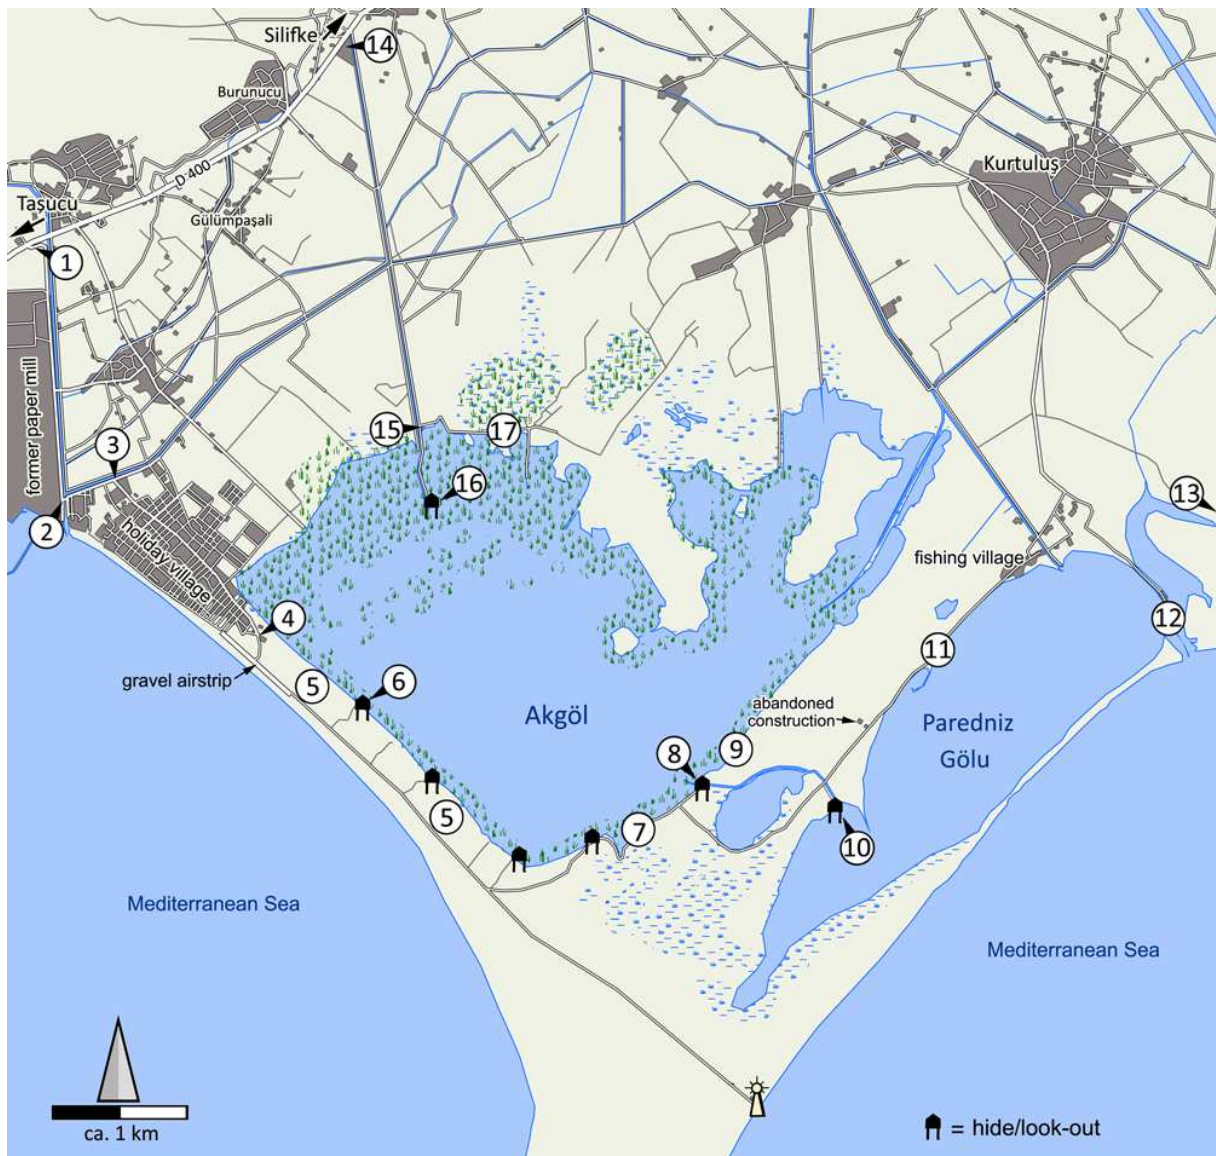 Silifke
14
Burunucu
D-400
Kurtuluş
Taşucu
Gülümpaşali
1
former paper mill
3
15
17
16
2
13
holiday village
fishing village
4
12
11
gravel airstrip
5
6
Akgöl
abandoned
construction
Paredniz
Gölu
8
9
5
7
10
Mediterranean Sea
Mediterranean Sea
ca. 1 km
= hide/look-out